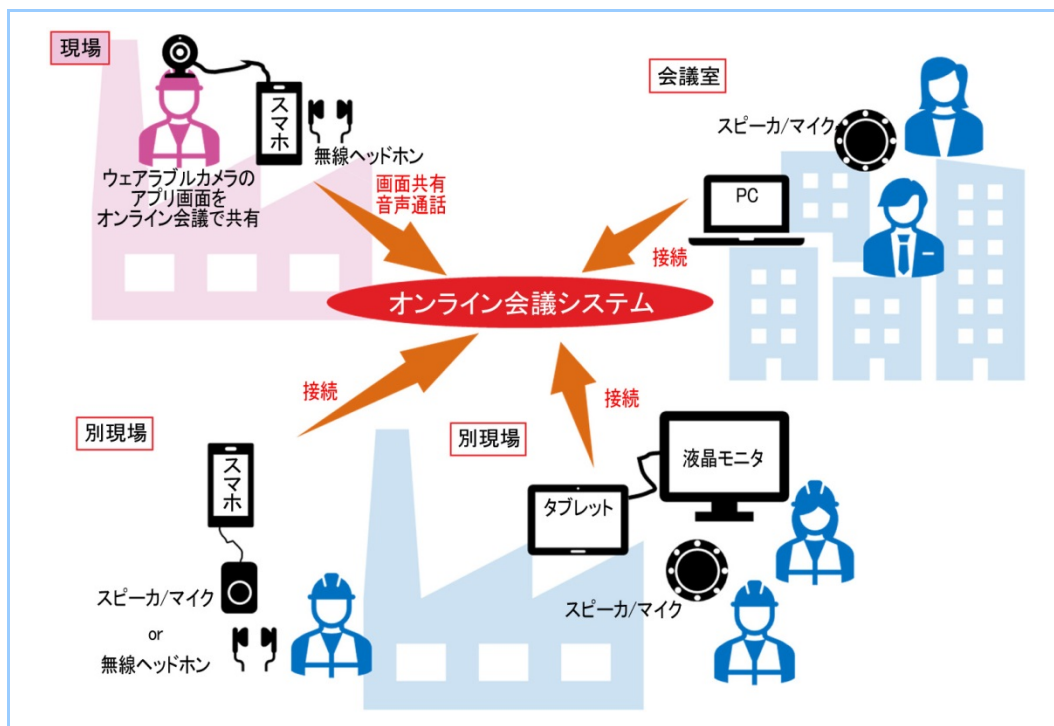 現場
スマホ
無線ヘッドホン
ウェアラブルカメラの
アプリ画面を
オンライン会議で共有
画面共有
音声通話
会議室
スピーカ/マイク
PC
接続
オンライン会議システム
接続
別現場
スマホ
スピーカ/マイク
or
無線ヘッドホン
接続
別現場
液晶モニタ
タブレット
スピーカ/マイク